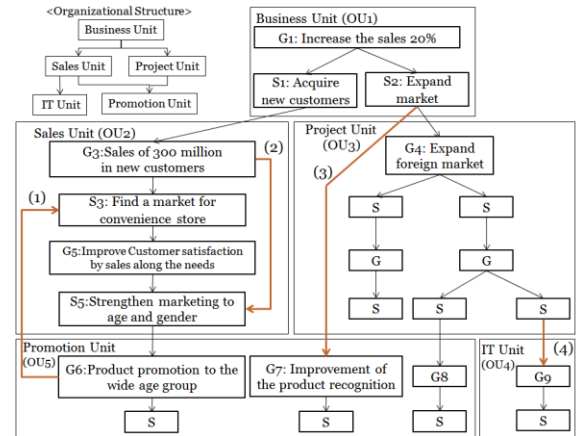 <Organizational Structure>
Business Unit
Sales Unit
Project Unit
IT Unit
Promotion Unit
Business Unit (OU1)
G1: Increase the sales 20%
S1: Acquire
new customers
S2: Expand
market
Sales Unit (OU2)
(2)
G3:Sales of 300 million
in new customers
(1)
S3: Find a market for
convenience store
G5:Improve Customer satisfaction
by sales along the needs
S5:Strengthen marketing to
age and gender
Project Unit
(OU3)
(3)
G4: Expand
foreign market
S
S
G
G
S
S
S
Promotion Unit
(OU5)
G6:Product promotion to the
wide age group
S
G7: Improvement of
the product recognition
S
G8
S
IT Unit
(OU4)
(4)
G9
S